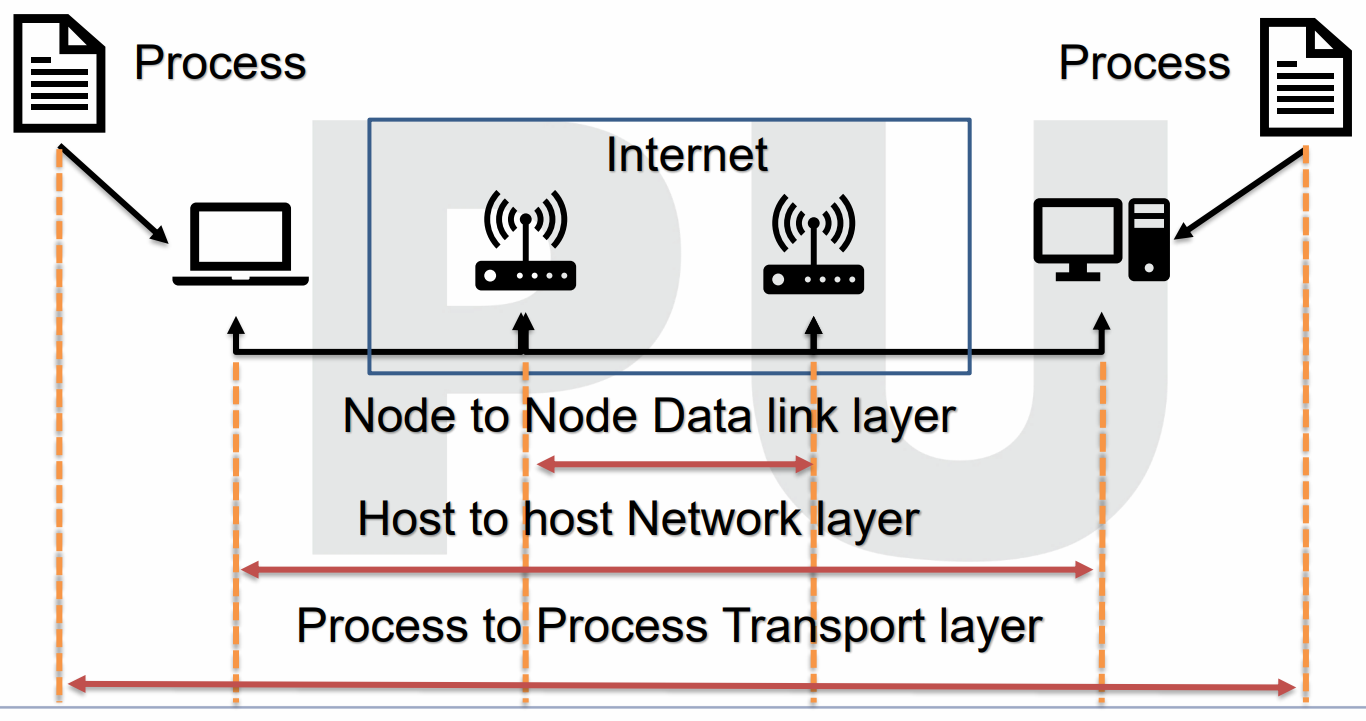 Process
Process
Internet
Node to Node Data link layer
Host to host Network layer
Process to Process Transport layer
PU